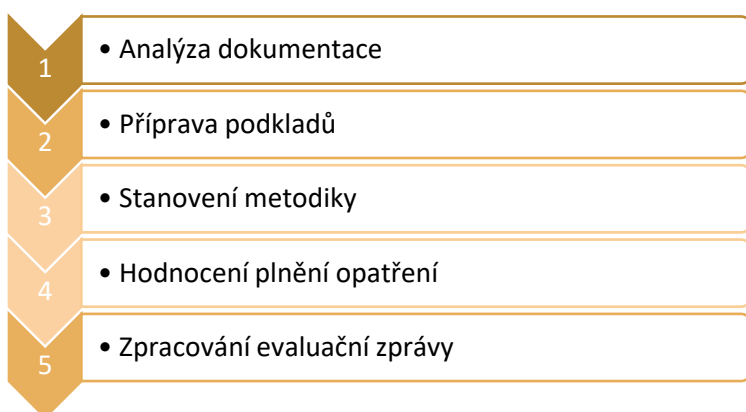 1
• Analýza dokumentace
2
• Příprava podkladů
3
• Stanovení metodiky
4
• Hodnocení plnění opatření
5
• Zpracování evaluační zprávy